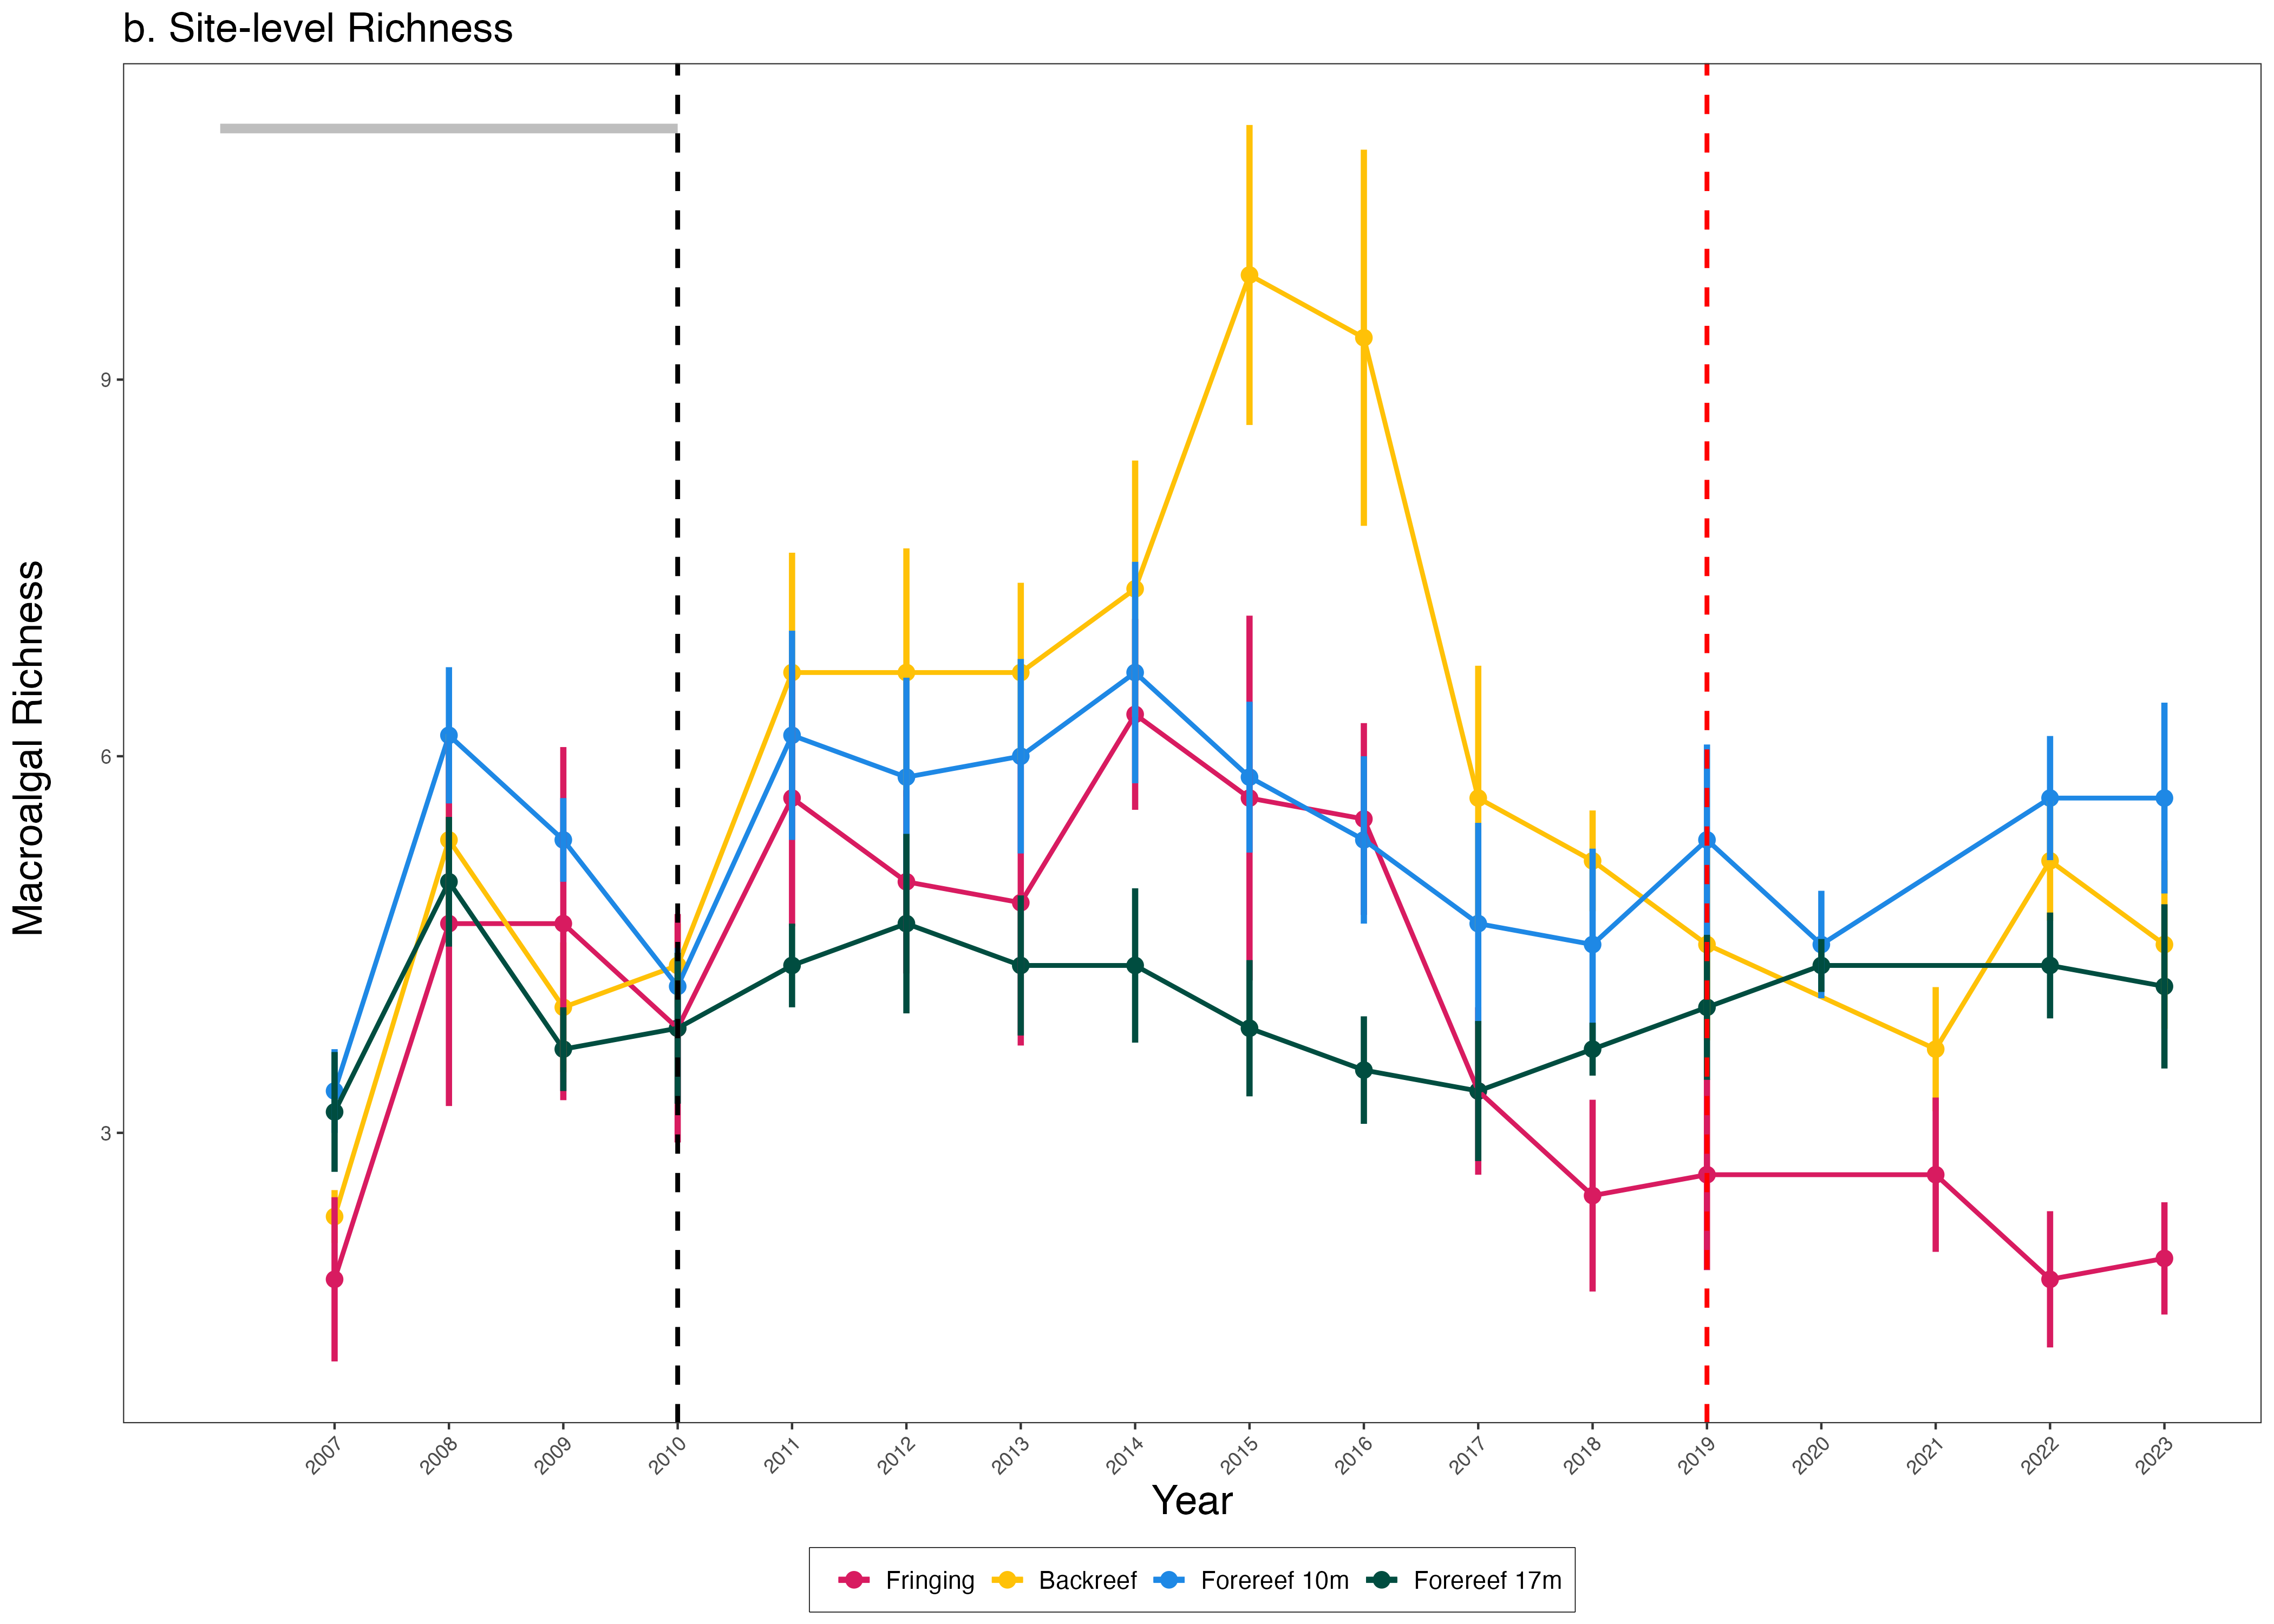 b. Site-level Richness
Macroalgal Richness
9
6
3
2007 2008 2009 2010 2011 2012 2013 2014 2015 2016 2017 2018 2019 2020 2021 2022 2023
Year
Fringing Backreef Forereef 10m Forereef 17m